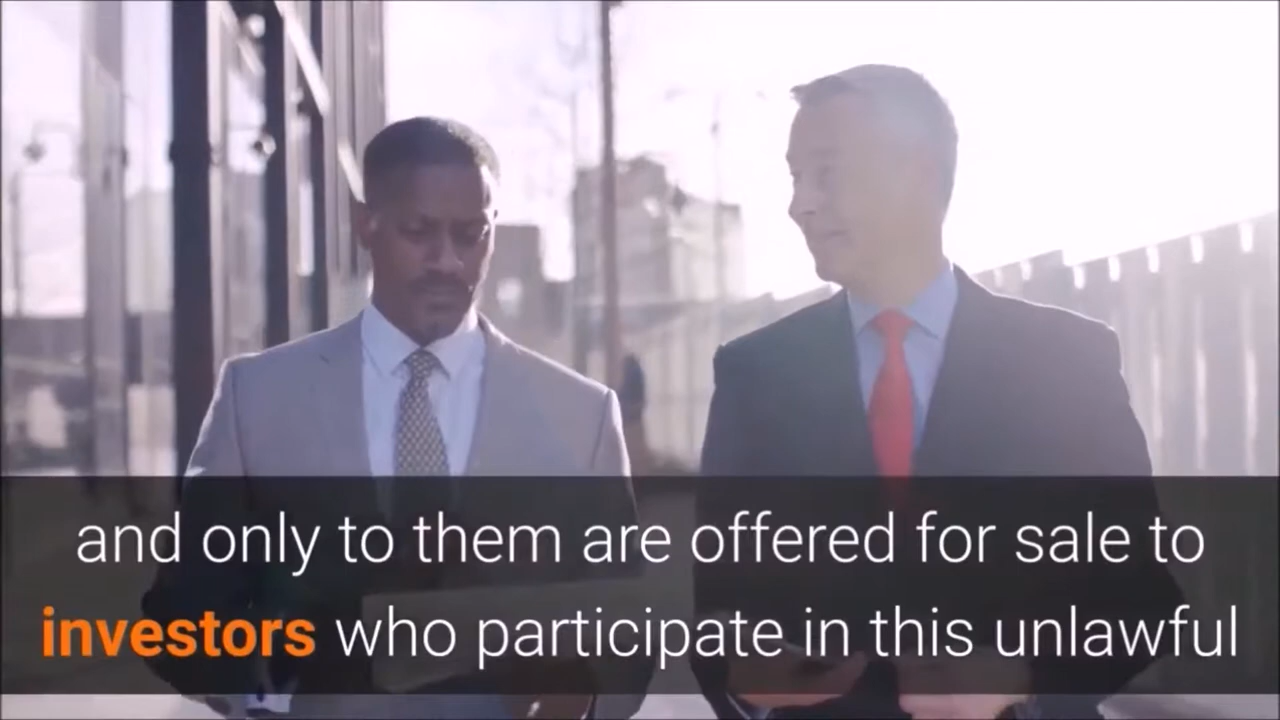 and only to them are offered for sale to
investors who participate in this unlawful